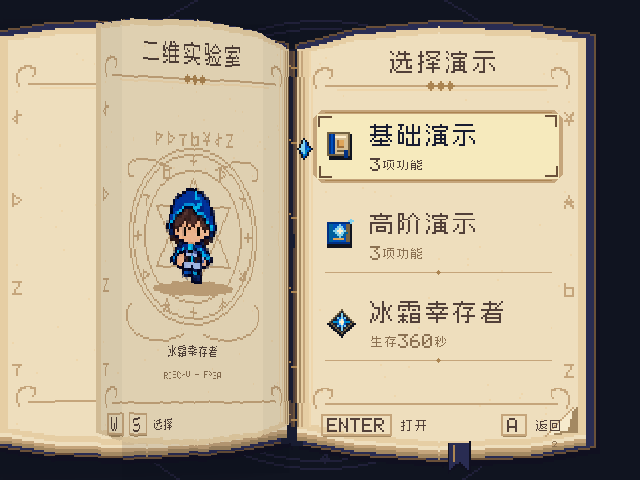 二维实验室
冰霜幸存者
W S 选择
选择演示
基础演示
3项功能
高阶演示
3项功能
冰霜幸存者
生存360秒
ENTER 打开
A 返回